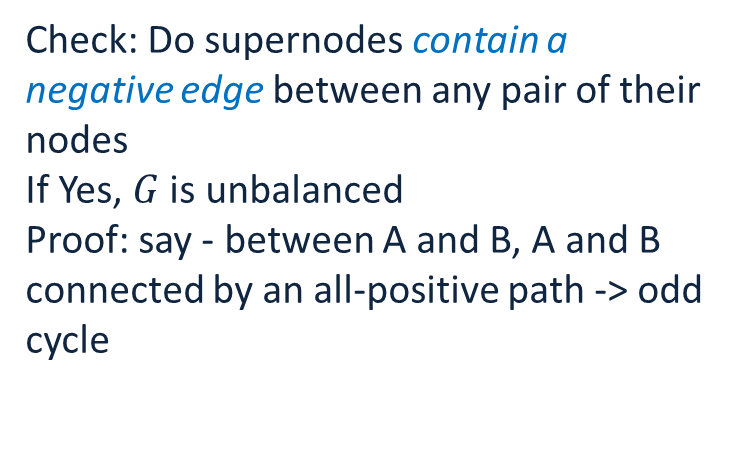 Check: Do supernodes contain a
negative edge between any pair of their
nodes
If Yes, 𝐺 is unbalanced
Proof: say - between A and B, A and B
connected by an all-positive path -> odd
cycle